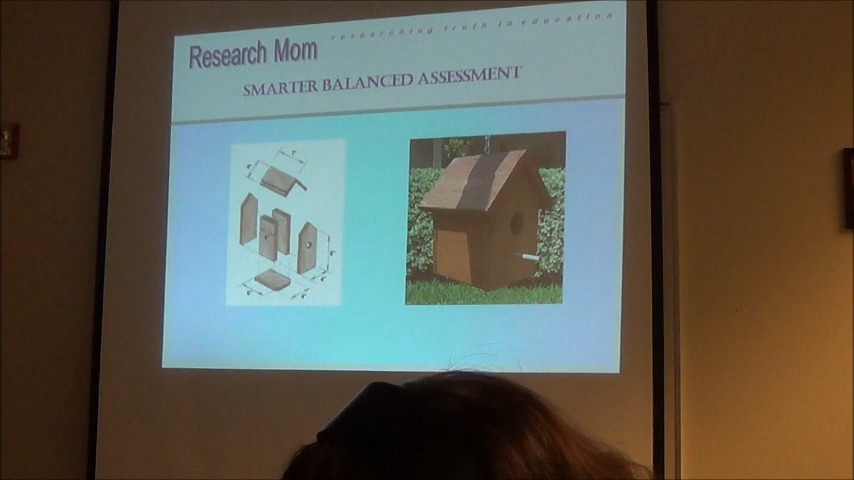 researching truth in education
Research Mom
SMARTER BALANCED ASSESSMENT